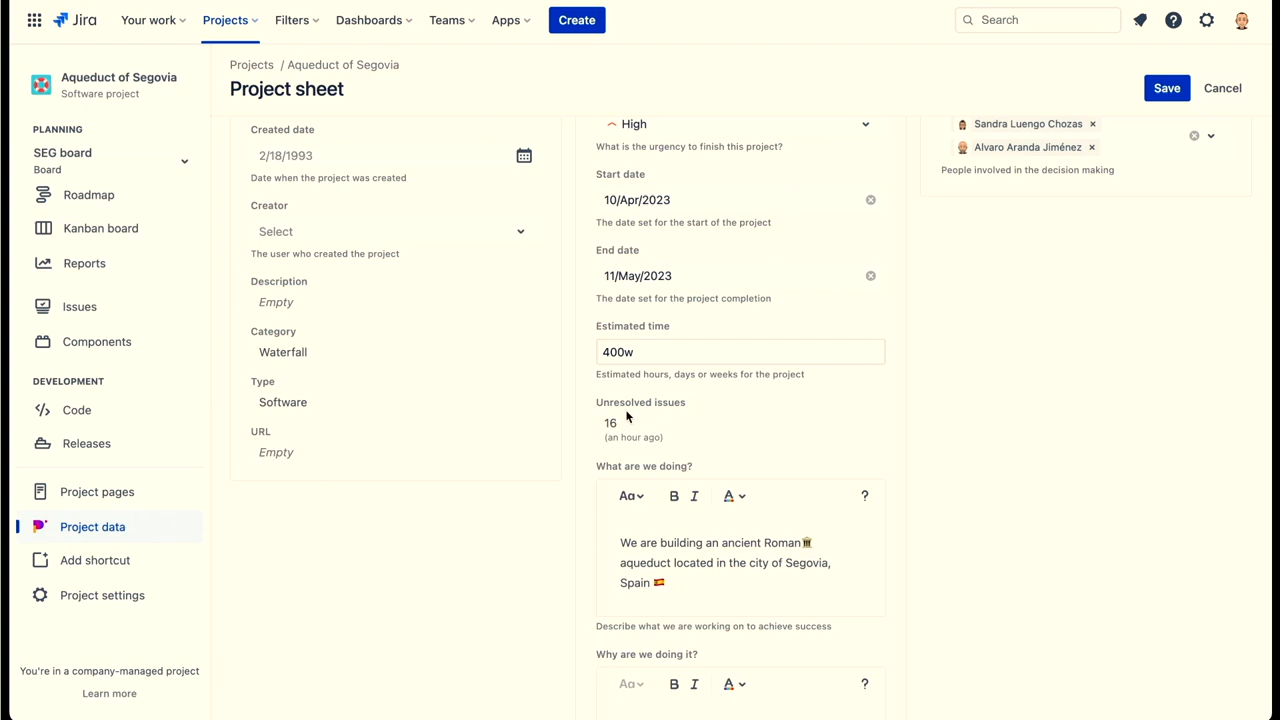 Jira
Your work
Projects
Filters
Dashboards
Teams
Apps
Create
Search
Aqueduct of Segovia
Software project
PLANNING
SEG board
Board
Roadmap
Kanban board
Reports
Issues
Components
DEVELOPMENT
Code
Releases
Project pages
Project data
Add shortcut
Project settings
You're in a company-managed project
Learn more
Projects / Aqueduct of Segovia
Project sheet
Save
Cancel
Created date
2/18/1993
Date when the project was created
Creator
Select
The user who created the project
Description
Empty
Category
Waterfall
Type
Software
URL
Empty
High
What is the urgency to finish this project?
Start date
10/Apr/2023
The date set for the start of the project
End date
11/May/2023
The date set for the project completion
Estimated time
400w
Estimated hours, days or weeks for the project
Unresolved issues
16
(an hour ago)
What are we doing?
Aa B I A ?
We are building an ancient Roman🏛️
aqueduct located in the city of Segovia,
Spain 🇪🇸
Describe what we are working on to achieve success
Why are we doing it?
Aa B I A ?
Sandra Luengo Chozas ×
Alvaro Aranda Jiménez ×
People involved in the decision making